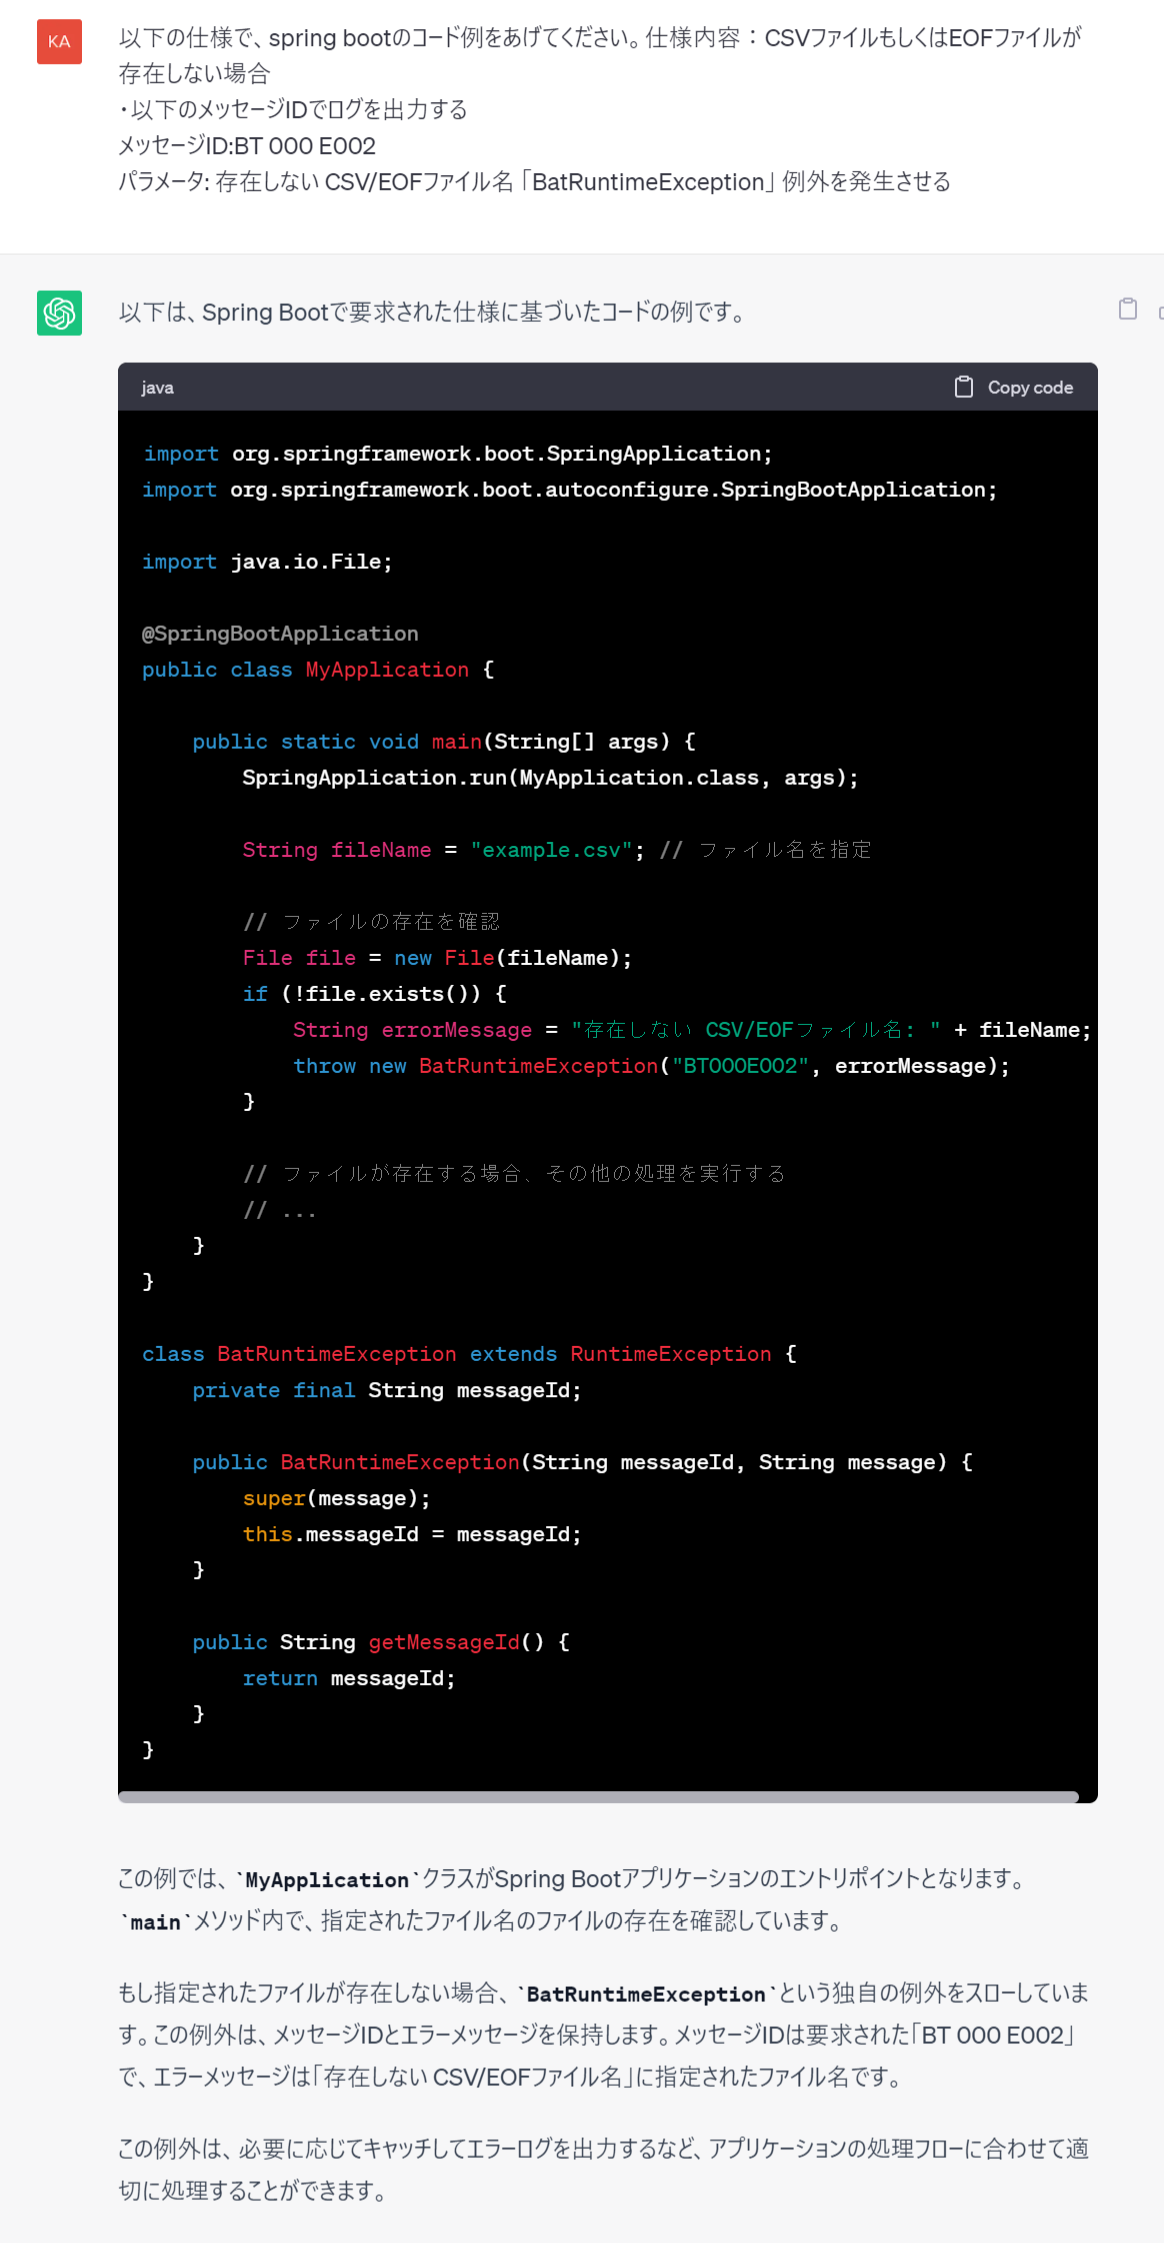 KA
以下の仕様で、spring bootのコード例をあげてください。仕様内容：CSVファイルもしくはEOFファイルが
存在しない場合
・以下のメッセージIDでログを出力する
メッセージID:BT 000 E002
パラメータ: 存在しない CSV/EOFファイル名「BatRuntimeException」例外を発生させる
以下は、Spring Bootで要求された仕様に基づいたコードの例です。
java
Copy code
import org.springframework.boot.SpringApplication;
import org.springframework.boot.autoconfigure.SpringBootApplication;
import java.io.File;
@SpringBootApplication
public class MyApplication {
public static void main(String[] args) {
SpringApplication.run(MyApplication.class, args);
String fileName = "example.csv"; // ファイル名を指定
// ファイルの存在を確認
File file = new File(fileName);
if (!file.exists()) {
String errorMessage = "存在しない CSV/EOFファイル名: " + fileName;
throw new BatRuntimeException("BT000E002", errorMessage);
}
// ファイルが存在する場合、その他の処理を実行する
// ...
}
}
class BatRuntimeException extends RuntimeException {
private final String messageId;
public BatRuntimeException(String messageId, String message) {
super(message);
this.messageId = messageId;
}
public String getMessageId() {
return messageId;
}
}
この例では、`MyApplication`クラスがSpring Bootアプリケーションのエントリポイントとなります。
`main`メソッド内で、指定されたファイル名のファイルの存在を確認しています。
もし指定されたファイルが存在しない場合、`BatRuntimeException`という独自の例外をスローしていま
す。この例外は、メッセージIDとエラーメッセージを保持します。メッセージIDは要求された「BT 000 E002」
で、エラーメッセージは「存在しない CSV/EOFファイル名」に指定されたファイル名です。
この例外は、必要に応じてキャッチしてエラーログを出力するなど、アプリケーションの処理フローに合わせて適
切に処理することができます。